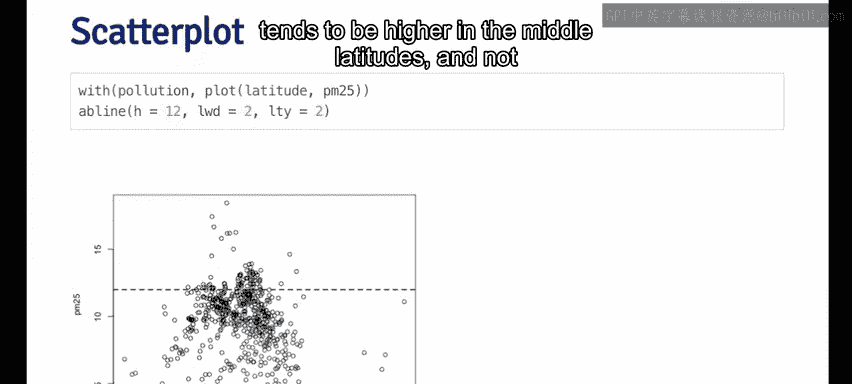 Scatterplot
tends to be higher in the middle
latitudes, and not
with(pollution, plot(latitude, pm25))
abline(h = 12, lwd = 2, lty = 2)
15
pm25
10